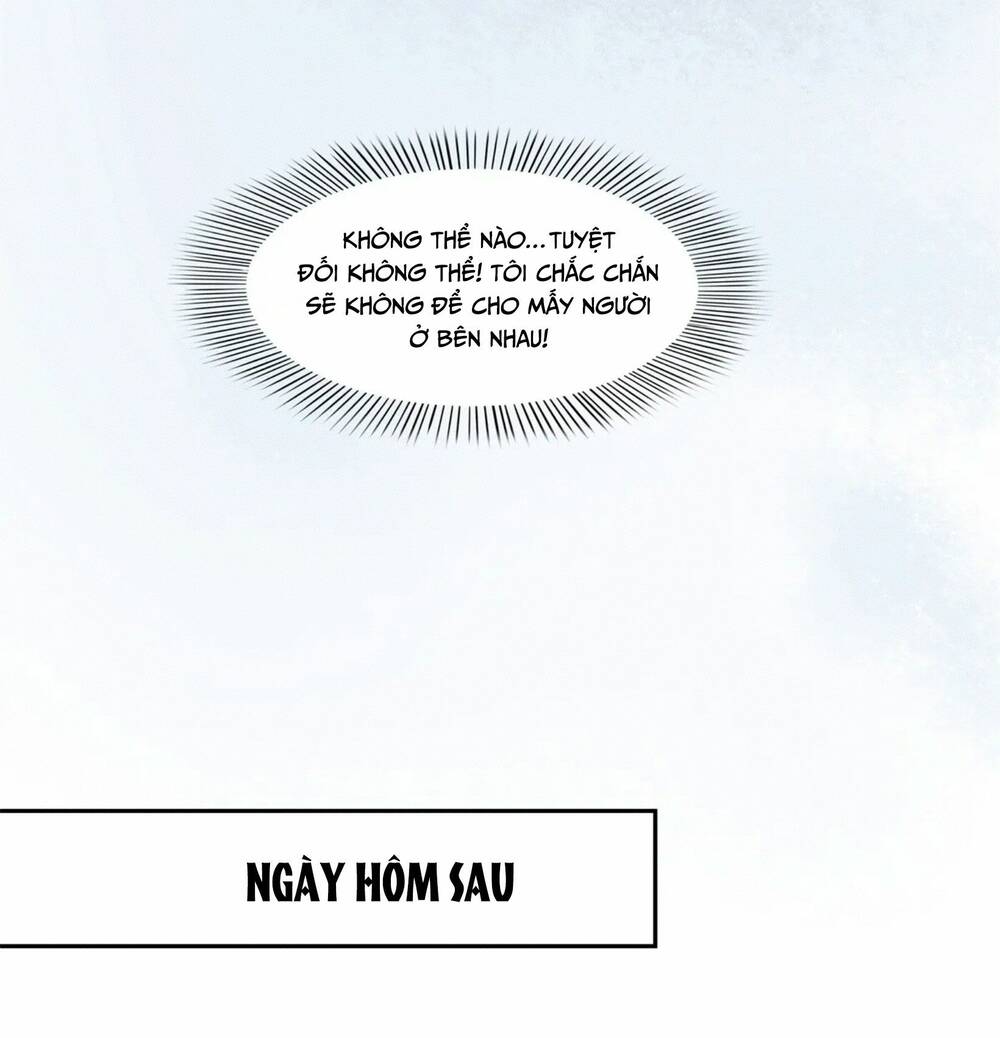 KHÔNG THỂ NÀO...TUYỆT
ĐỐI KHÔNG THỂ! TÔI CHẮC CHẮN
SẼ KHÔNG ĐỂ CHO MẤY NGƯỜI
Ở BÊN NHAU!
NGÀY HÔM SAU